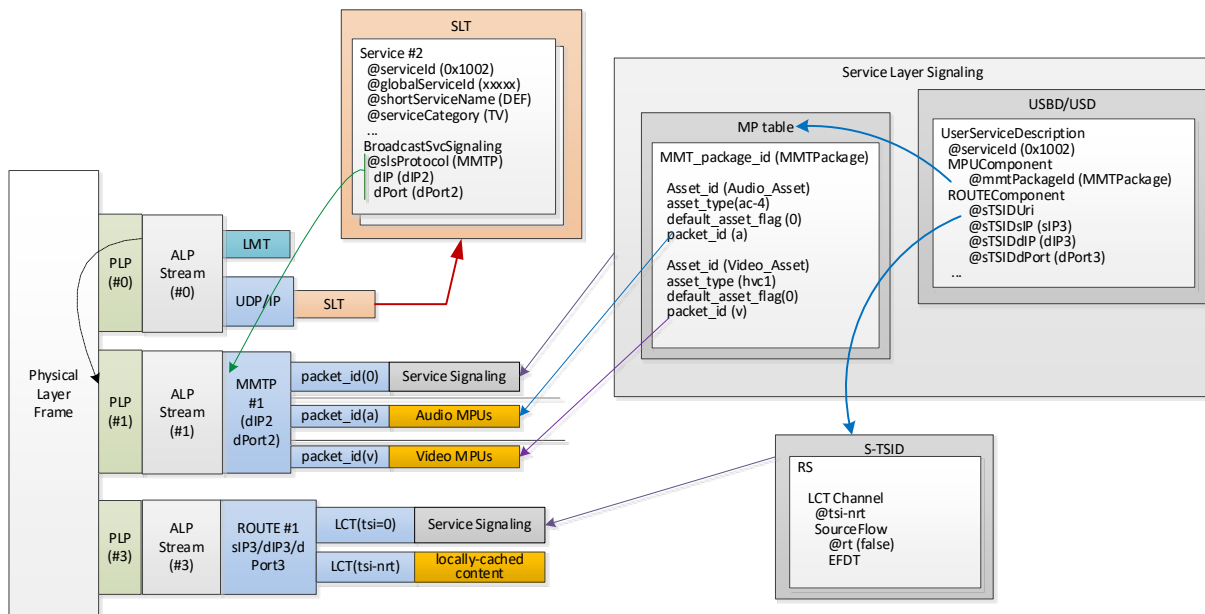 SLT
Service #2
@serviceId (0x1002)
@globalServiceId (xxxxx)
@shortServiceName (DEF)
@serviceCategory (TV)
...
BroadcastSvcSignaling
@slsProtocol (MMTP)
dIP (dIP2)
dPort (dPort2)
Service Layer Signaling
MP table
MMT_package_id (MMTPackage)
Asset_id (Audio_Asset)
asset_type(ac-4)
default_asset_flag (0)
packet_id (a)
Asset_id (Video_Asset)
asset_type (hvc1)
default_asset_flag(0)
packet_id (v)
USBD/USD
UserServiceDescription
@serviceId (0x1002)
MPUComponent
@mmtPackageId (MMTPackage)
ROUTEComponent
@sTSIDUri
@sTSIDsIP (sIP3)
@sTSIDdIP (dIP3)
@sTSIDdPort (dPort3)
...
Physical
Layer
Frame
PLP
(#0)
ALP
Stream
(#0)
LMT
UDP/IP
SLT
PLP
(#1)
ALP
Stream
(#1)
MMTP
#1
(dIP2
dPort2)
packet_id(0)
Service Signaling
packet_id(a)
Audio MPUs
packet_id(v)
Video MPUs
PLP
(#3)
ALP
Stream
(#3)
ROUTE #1
sIP3/dIP3/d
Port3
LCT(tsi=0)
Service Signaling
LCT(tsi-nrt)
locally-cached
content
S-TSID
RS
LCT Channel
@tsi-nrt
SourceFlow
@rt (false)
EFDT